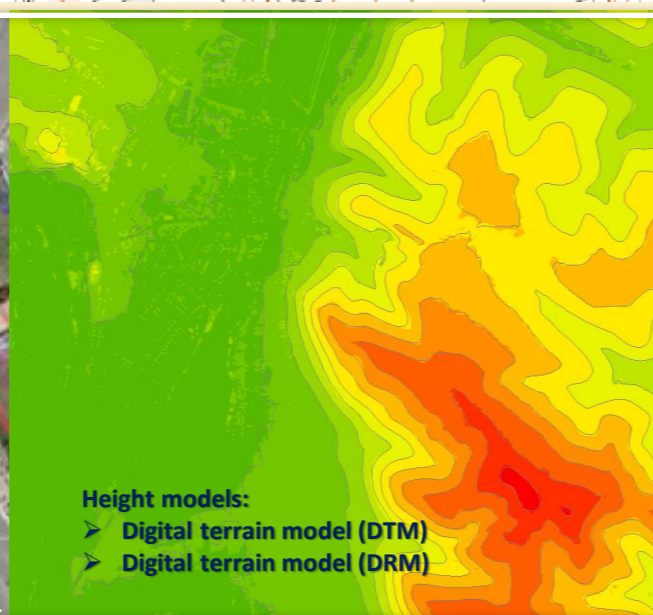 Height models:
➢ Digital terrain model (DTM)
➢ Digital terrain model (DRM)